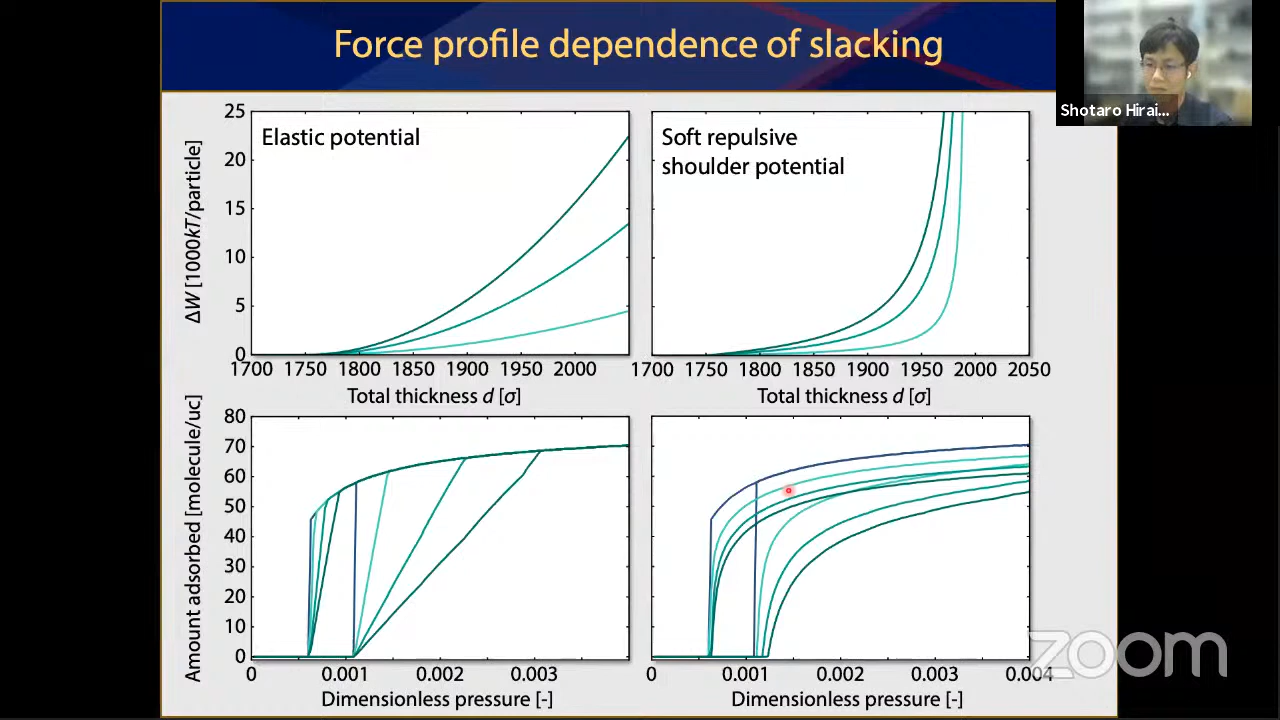 Force profile dependence of slacking
Shotaro Hirai...
25
20
15
10
5
0
ΔW [1000kT/particle]
Elastic potential
1700 1750 1800 1850 1900 1950 2000
Total thickness d [σ]
Soft repulsive
shoulder potential
1700 1750 1800 1850 1900 1950 2000 2050
Total thickness d [σ]
80
70
60
50
40
30
20
10
0
Amount adsorbed [molecule/uc]
0 0.001 0.002 0.003
Dimensionless pressure [-]
0 0.001 0.002 0.003 0.004
Dimensionless pressure [-]
zoom